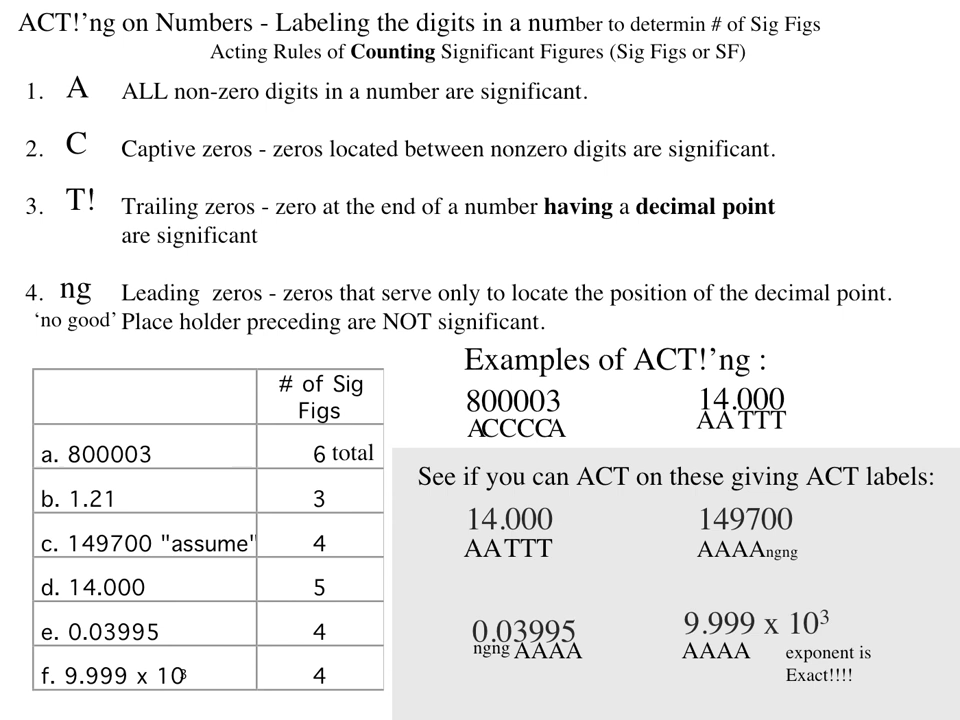 ACT!’ng on Numbers - Labeling the digits in a number to determin # of Sig Figs
Acting Rules of Counting Significant Figures (Sig Figs or SF)
1. A ALL non-zero digits in a number are significant.
2. C Captive zeros - zeros located between nonzero digits are significant.
3. T! Trailing zeros - zero at the end of a number having a decimal point
are significant
4. ng Leading zeros - zeros that serve only to locate the position of the decimal point.
‘no good’ Place holder preceding are NOT significant.
# of Sig
Figs
a. 800003 6 total
b. 1.21 3
c. 149700 "assume" 4
d. 14.000 5
e. 0.03995 4
f. 9.999 x 10³ 4
Examples of ACT!’ng :
800003 14.000
ACCCCA AATTT
See if you can ACT on these giving ACT labels:
14.000 149700
AATTT AAAAngng
0.03995 9.999 x 10³
ngng AAAA AAAA exponent is
Exact!!!!